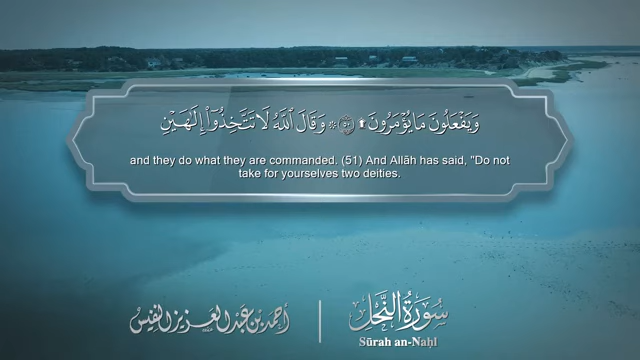 وَيَفْعَلُونَ مَا يُؤْمَرُونَ ۩ ۝٥٠ ۞ وَقَالَ ٱللَّهُ لَا تَتَّخِذُوٓا۟ إِلَـٰهَيْنِ
and they do what they are commanded. (51) And Allāh has said, "Do not
take for yourselves two deities.
سُورَةُ النَّحْلِ
Sūrah an-Naḥl
أحمد بن عبد العزيز النفيس